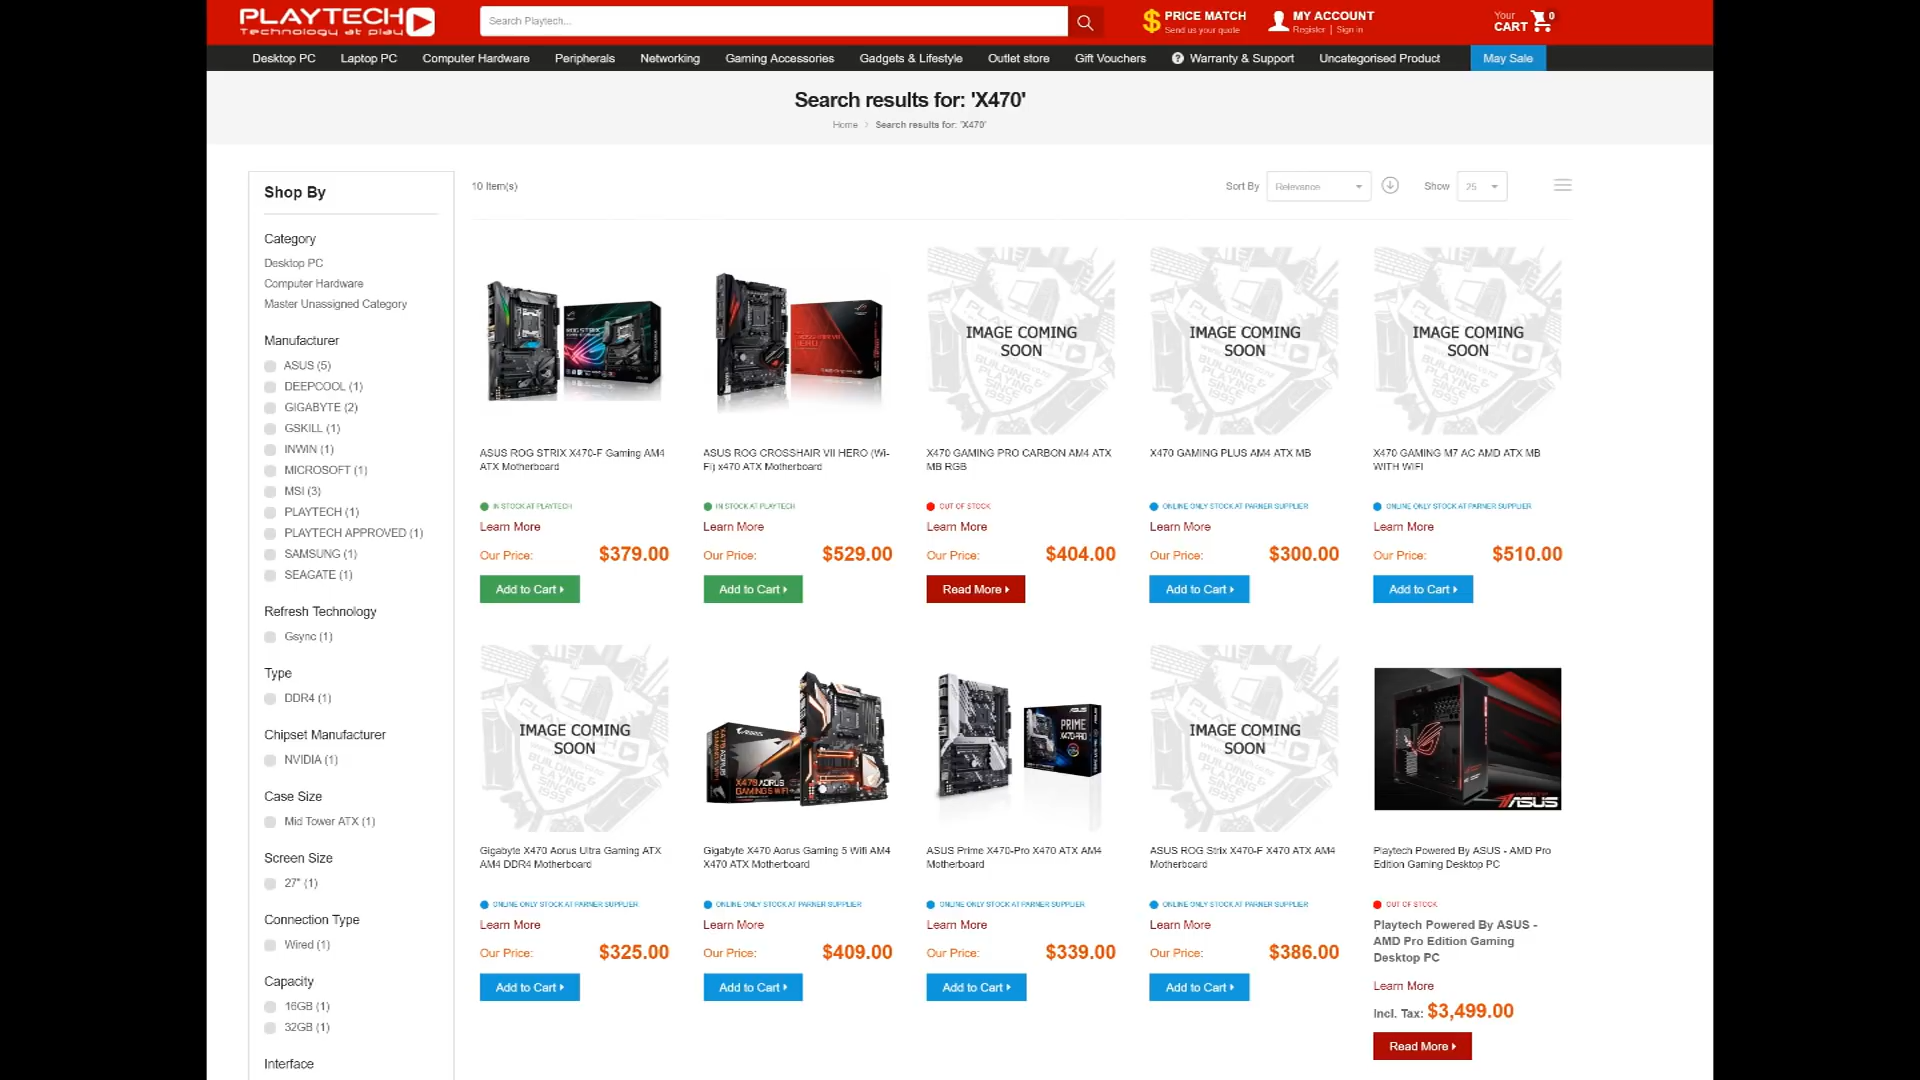 PLAYTECH
Technology at play
Search Playtech...
PRICE MATCH
Send us your quote
MY ACCOUNT
Register | Sign in
Your
CART
0
Desktop PC
Laptop PC
Computer Hardware
Peripherals
Networking
Gaming Accessories
Gadgets & Lifestyle
Outlet store
Gift Vouchers
Warranty & Support
Uncategorised Product
May Sale
Search results for: 'X470'
Home > Search results for: 'X470'
Shop By
Category
Desktop PC
Computer Hardware
Master Unassigned Category
Manufacturer
ASUS (5)
DEEPCOOL (1)
GIGABYTE (2)
GSKILL (1)
INWIN (1)
MICROSOFT (1)
MSI (3)
PLAYTECH (1)
PLAYTECH APPROVED (1)
SAMSUNG (1)
SEAGATE (1)
Refresh Technology
Gsync (1)
Type
DDR4 (1)
Chipset Manufacturer
NVIDIA (1)
Case Size
Mid Tower ATX (1)
Screen Size
27" (1)
Connection Type
Wired (1)
Capacity
16GB (1)
32GB (1)
Interface
10 Item(s)
Sort By
Relevance
Show
25
ASUS ROG STRIX X470-F Gaming AM4
ATX Motherboard
IN STOCK AT PLAYTECH
Learn More
Our Price: $379.00
Add to Cart
ASUS ROG CROSSHAIR VII HERO (Wi-
Fi) x470 ATX Motherboard
IN STOCK AT PLAYTECH
Learn More
Our Price: $529.00
Add to Cart
IMAGE COMING
SOON
X470 GAMING PRO CARBON AM4 ATX
MB RGB
OUT OF STOCK
Learn More
Our Price: $404.00
Read More
IMAGE COMING
SOON
X470 GAMING PLUS AM4 ATX MB
ONLINE ONLY STOCK AT PARNER SUPPLIER
Learn More
Our Price: $300.00
Add to Cart
IMAGE COMING
SOON
X470 GAMING M7 AC AMD ATX MB
WITH WIFI
ONLINE ONLY STOCK AT PARNER SUPPLIER
Learn More
Our Price: $510.00
Add to Cart
IMAGE COMING
SOON
Gigabyte X470 Aorus Ultra Gaming ATX
AM4 DDR4 Motherboard
ONLINE ONLY STOCK AT PARNER SUPPLIER
Learn More
Our Price: $325.00
Add to Cart
X470 AORUS
GAMING 5 WIFI
Gigabyte X470 Aorus Gaming 5 Wifi AM4
X470 ATX Motherboard
ONLINE ONLY STOCK AT PARNER SUPPLIER
Learn More
Our Price: $409.00
Add to Cart
ASUS
PRIME
X470-PRO
ASUS Prime X470-Pro X470 ATX AM4
Motherboard
ONLINE ONLY STOCK AT PARNER SUPPLIER
Learn More
Our Price: $339.00
Add to Cart
IMAGE COMING
SOON
ASUS ROG Strix X470-F X470 ATX AM4
Motherboard
ONLINE ONLY STOCK AT PARNER SUPPLIER
Learn More
Our Price: $386.00
Add to Cart
ASUS
Playtech Powered By ASUS - AMD Pro
Edition Gaming Desktop PC
OUT OF STOCK
Playtech Powered By ASUS -
AMD Pro Edition Gaming
Desktop PC
Learn More
Incl. Tax: $3,499.00
Read More